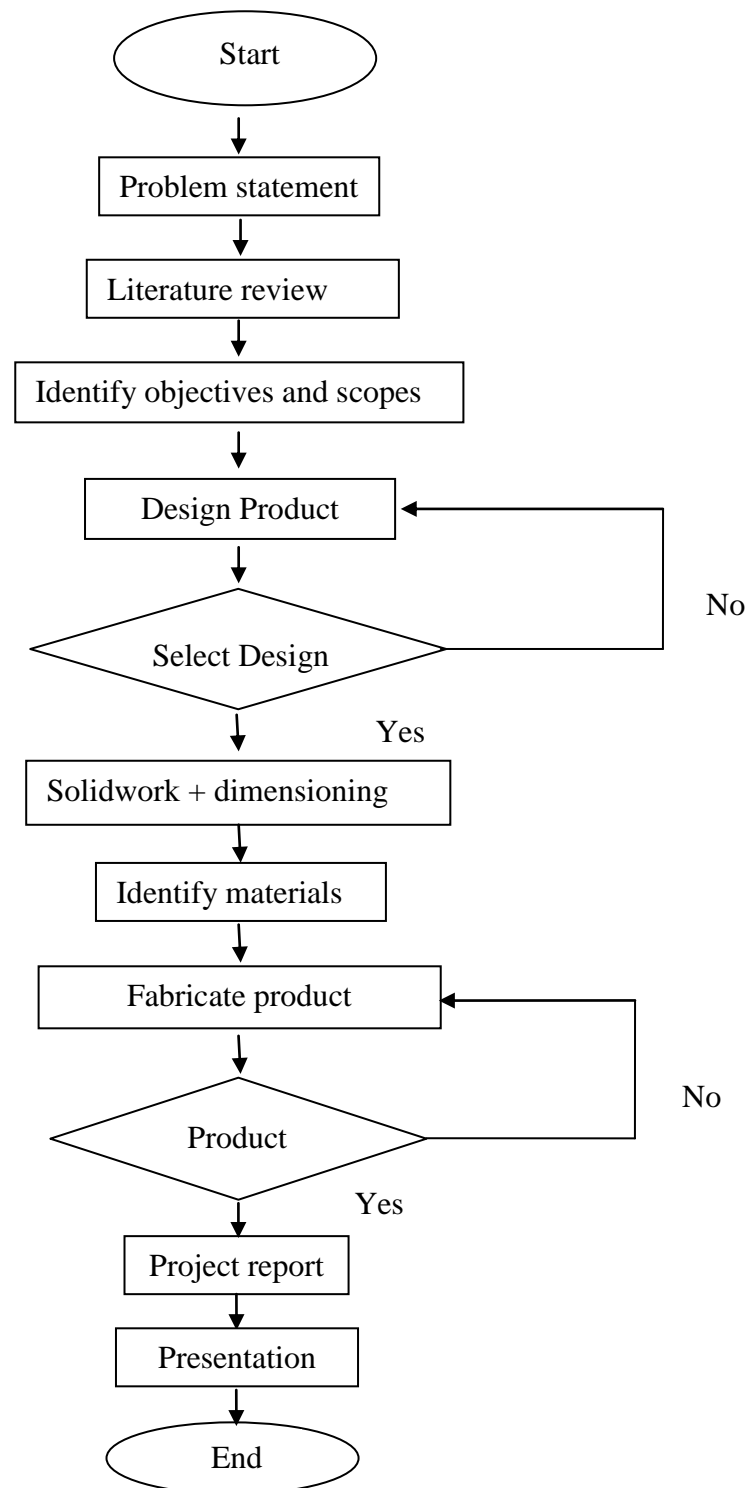 Start
Problem statement
Literature review
Identify objectives and scopes
Design Product
No
Select Design
Yes
Solidwork + dimensioning
Identify materials
Fabricate product
No
Product
Yes
Project report
Presentation
End